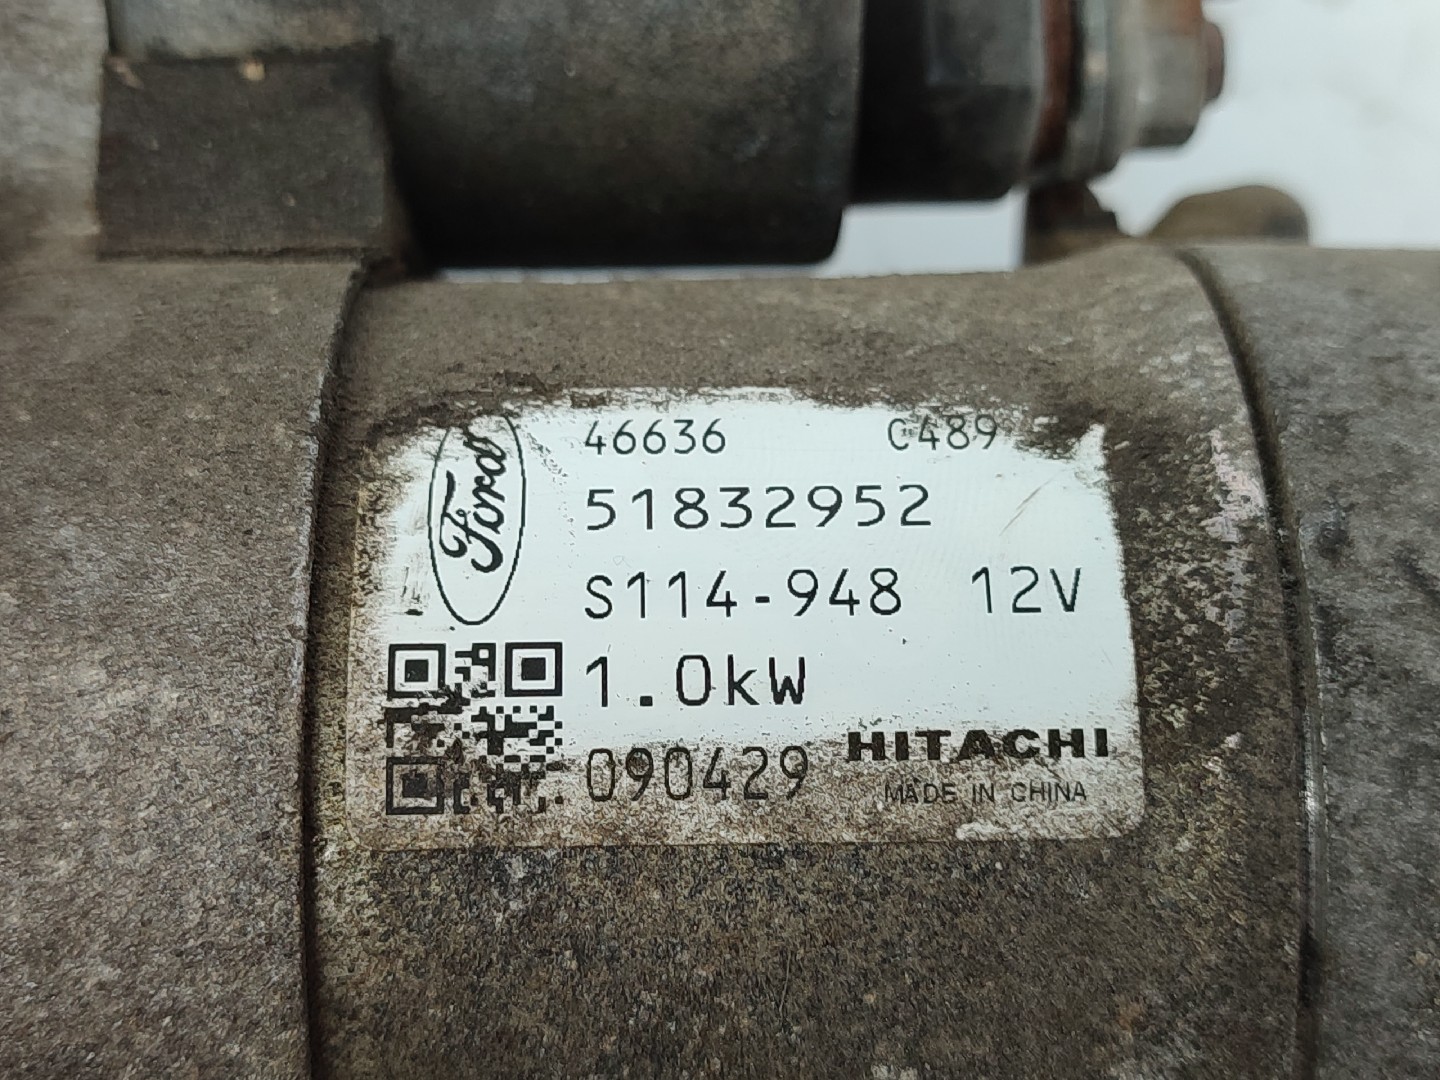 Ford
46636 C489
51832952
S114-948 12V
1.0kW
090429 HITACHI
MADE IN CHINA